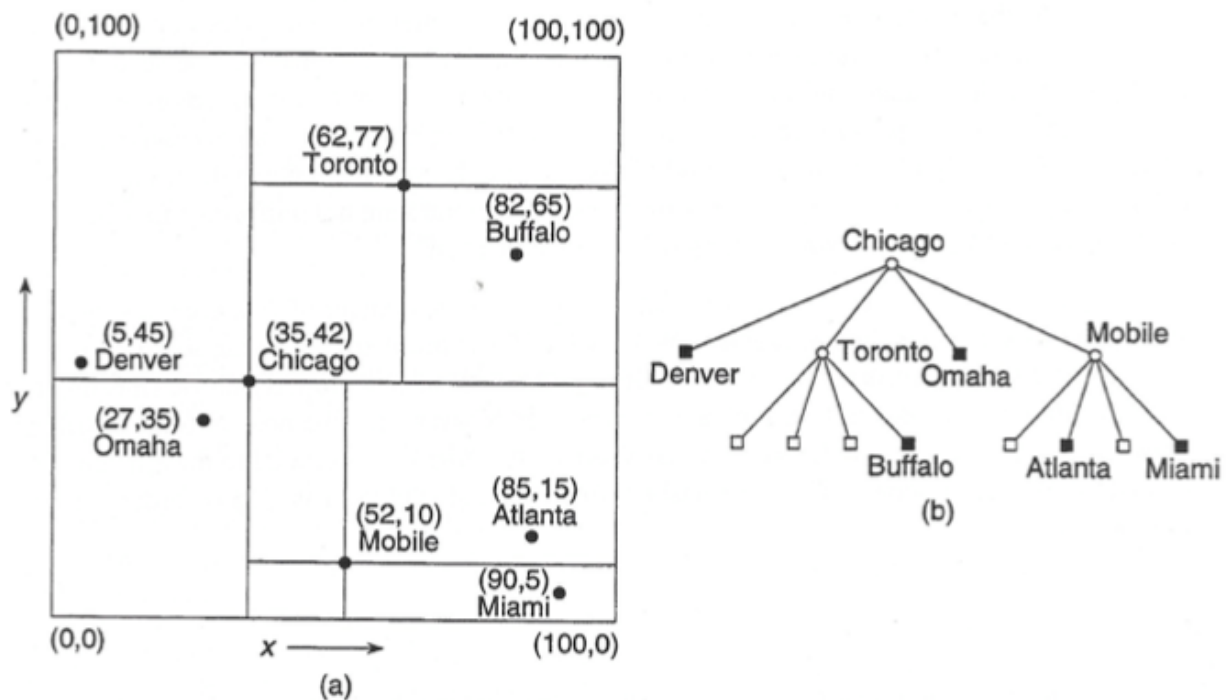 (0,100)
(100,100)
(62,77)
Toronto
(82,65)
Buffalo
(5,45)
Denver
(35,42)
Chicago
y
(27,35)
Omaha
(85,15)
Atlanta
(52,10)
Mobile
(90,5)
Miami
(0,0)
x
(100,0)
(a)
Chicago
Mobile
Denver
Toronto
Omaha
Buffalo
Atlanta
Miami
(b)